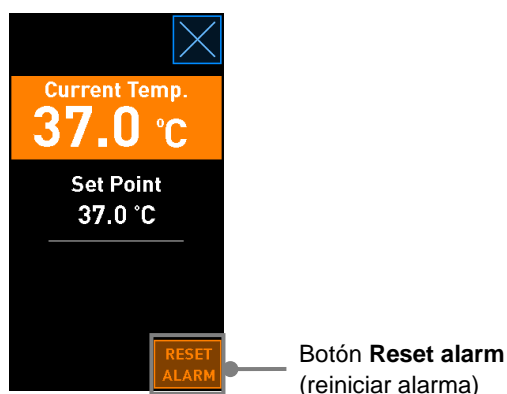 Current Temp.
37.0 °C
Set Point
37.0 °C
RESET
ALARM
Botón Reset alarm
(reiniciar alarma)